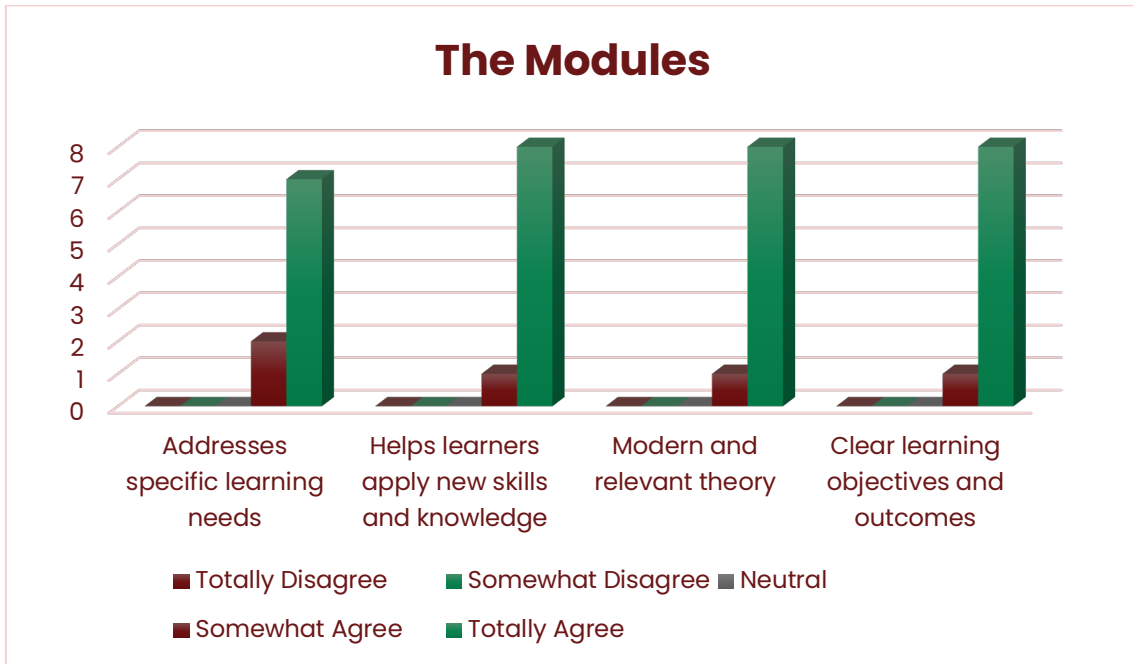 The Modules
8
7
6
5
4
3
2
1
0
Addresses
specific learning
needs
Helps learners
apply new skills
and knowledge
Modern and
relevant theory
Clear learning
objectives and
outcomes
Totally Disagree
Somewhat Disagree
Neutral
Somewhat Agree
Totally Agree